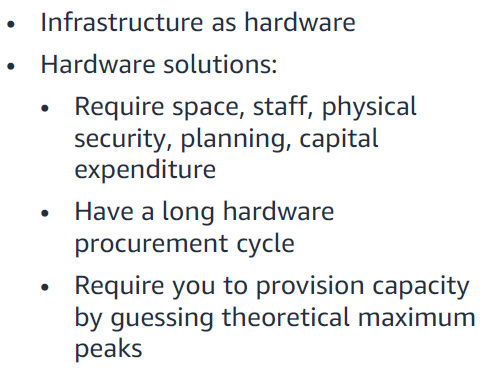 • Infrastructure as hardware
• Hardware solutions:
• Require space, staff, physical
security, planning, capital
expenditure
• Have a long hardware
procurement cycle
• Require you to provision capacity
by guessing theoretical maximum
peaks